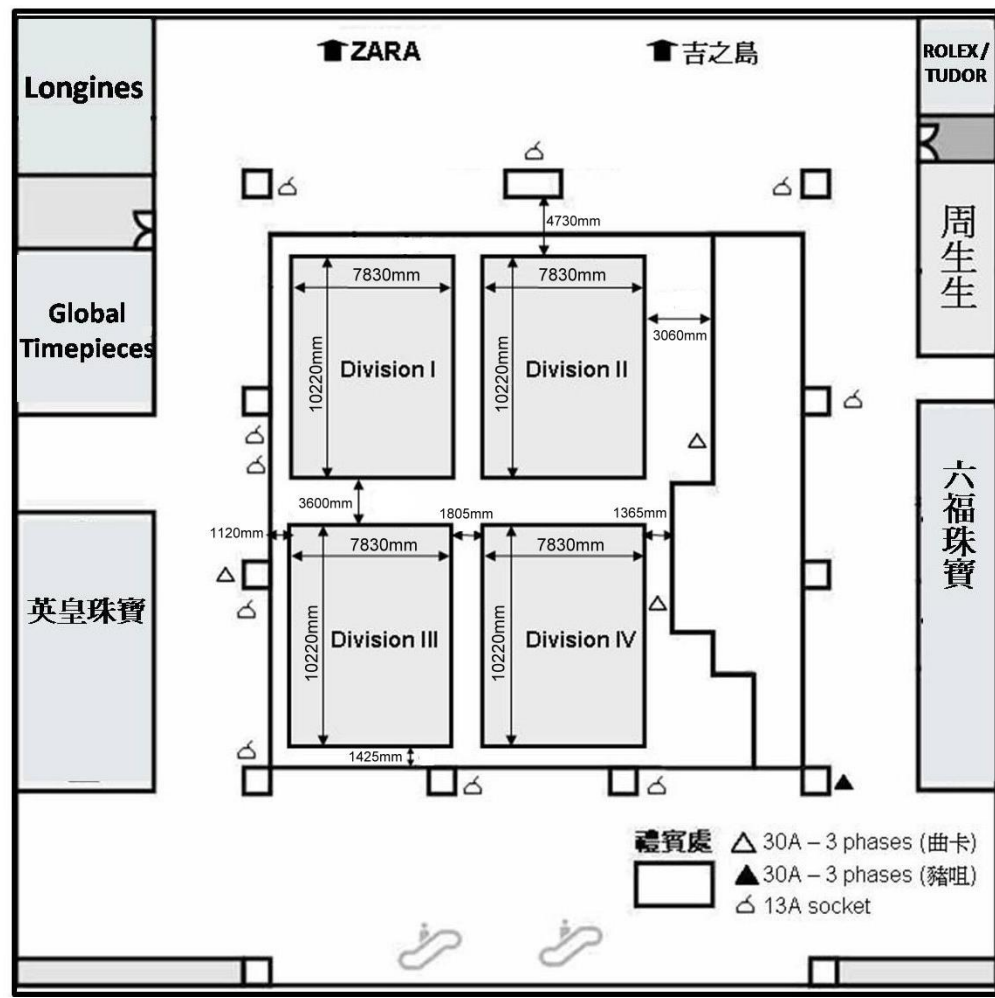 ZARA
吉之島
ROLEX/
TUDOR
Longines
4730mm
周生生
7830mm
7830mm
Global
Timepieces
3060mm
10220mm
Division I
10220mm
Division II
3600mm
1805mm
1365mm
1120mm
六福珠寶
7830mm
7830mm
英皇珠寶
10220mm
Division III
10220mm
Division IV
1425mm
禮賓處
30A – 3 phases (曲卡)
30A – 3 phases (豬咀)
13A socket